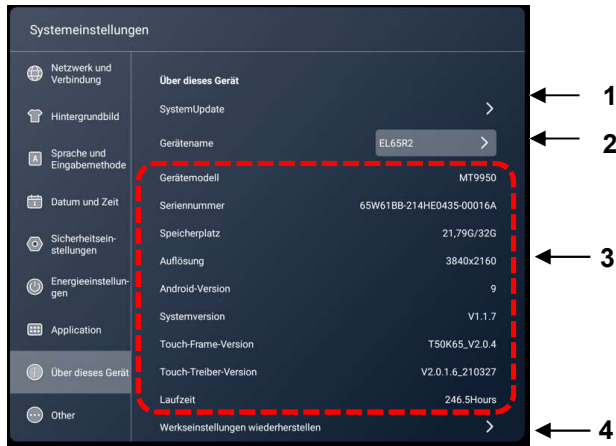 Systemeinstellungen
Netzwerk und
Verbindung
Hintergrundbild
Sprache und
Eingabemethode
Datum und Zeit
Sicherheitsein-
stellungen
Energieeinstellun-
gen
Application
Über dieses Gerät
Other
Über dieses Gerät
SystemUpdate
Gerätename EL65R2
Gerätemodell MT9950
Seriennummer 65W61BB-214HE0435-00016A
Speicherplatz 21,79G/32G
Auflösung 3840x2160
Android-Version 9
Systemversion V1.1.7
Touch-Frame-Version T50K65_V2.0.4
Touch-Treiber-Version V2.0.1.6_210327
Laufzeit 246.5Hours
Werkseinstellungen wiederherstellen
1
2
3
4